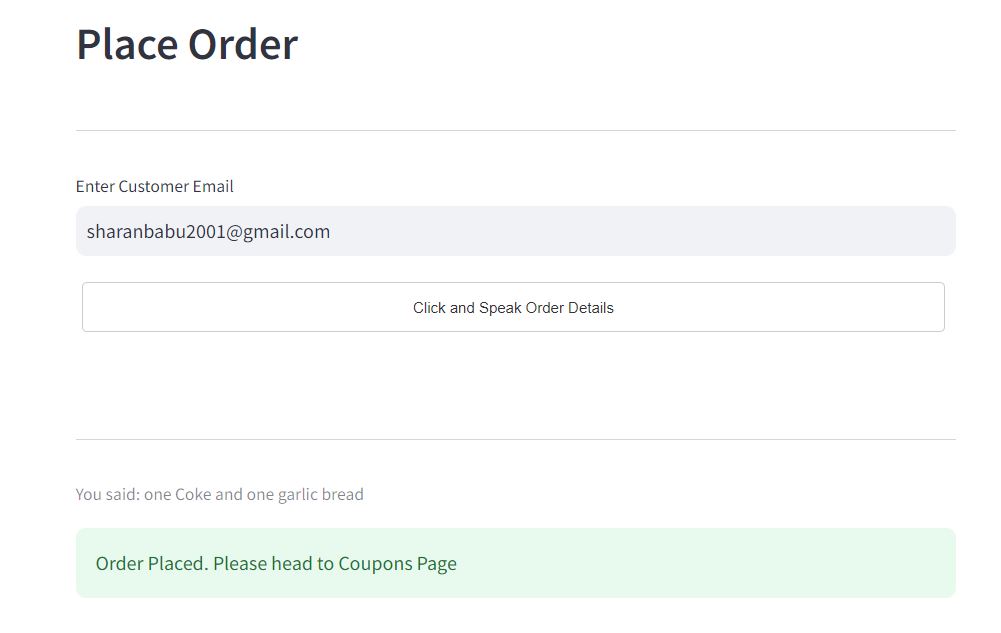 Place Order
Enter Customer Email
sharanbabu2001@gmail.com
Click and Speak Order Details
You said: one Coke and one garlic bread
Order Placed. Please head to Coupons Page